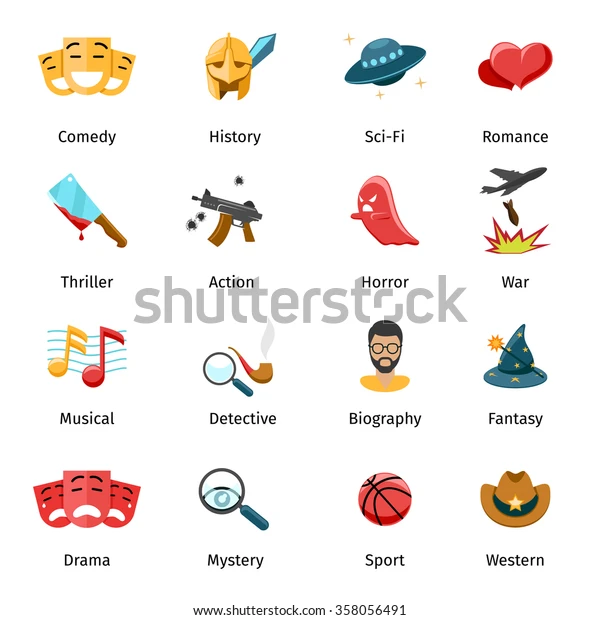 Comedy History Sci-Fi Romance
Thriller Action Horror War
shutterstock
Musical Detective Biography Fantasy
Drama Mystery Sport Western
shutterstock.com · 358056491